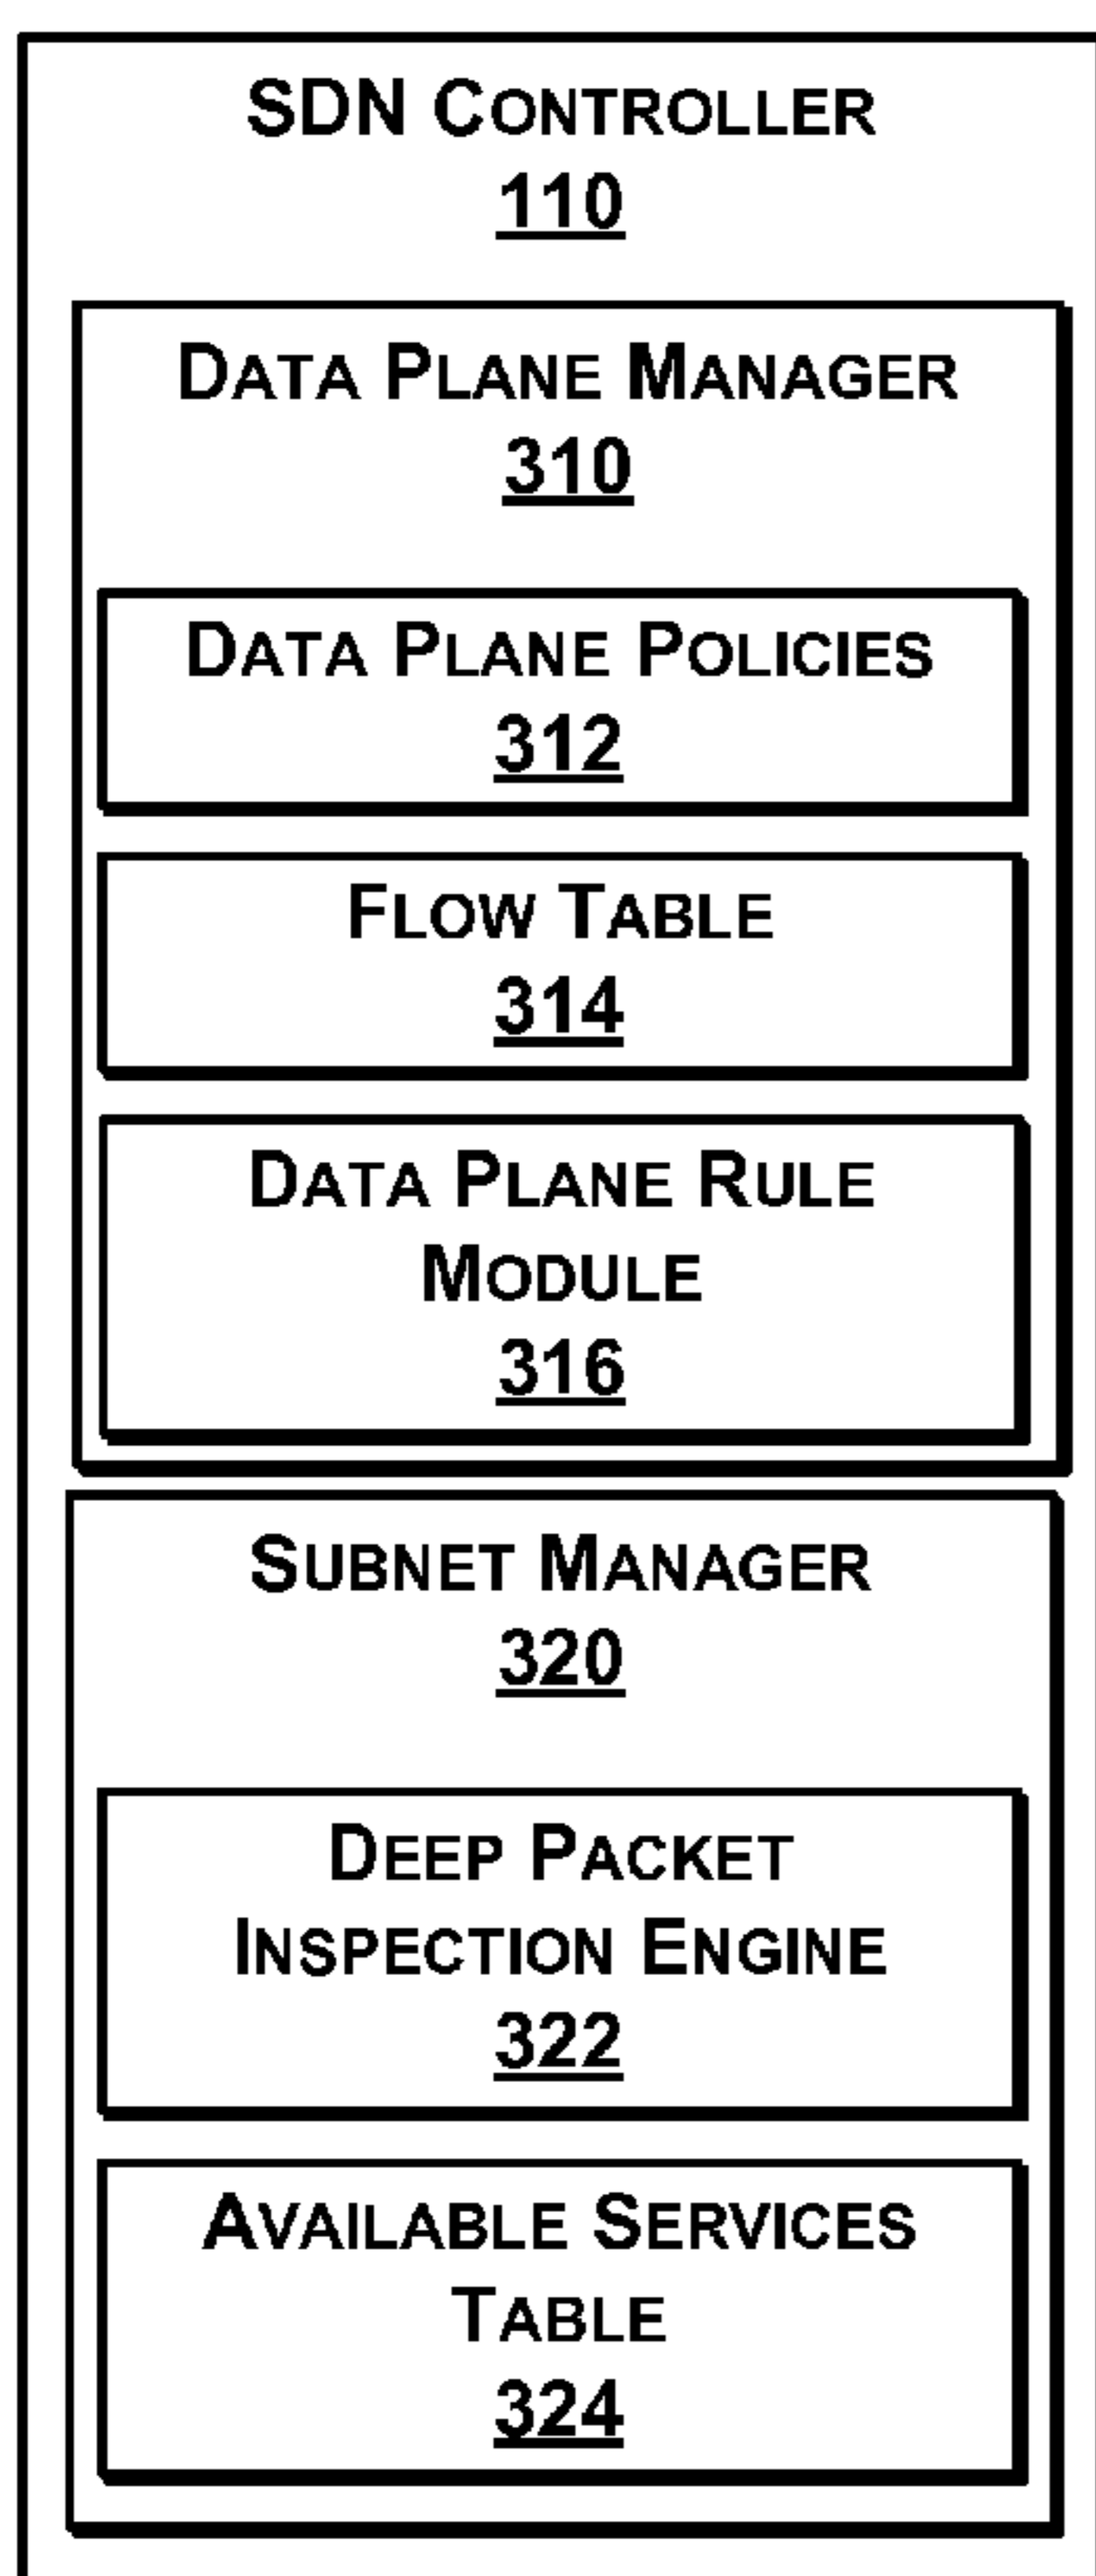 SDN CONTROLLER
110
DATA PLANE MANAGER
310
DATA PLANE POLICIES
312
FLOW TABLE
314
DATA PLANE RULE
MODULE
316
SUBNET MANAGER
320
DEEP PACKET
INSPECTION ENGINE
322
AVAILABLE SERVICES
TABLE
324